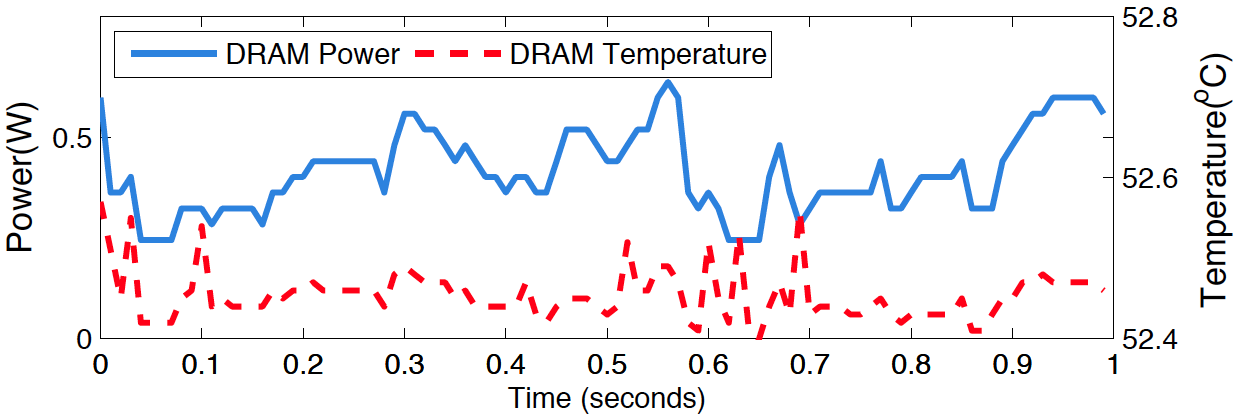 52.8
DRAM Power DRAM Temperature
Power(W)
0.5
52.6
Temperature(ºC)
0
52.4
0 0.1 0.2 0.3 0.4 0.5 0.6 0.7 0.8 0.9 1
Time (seconds)